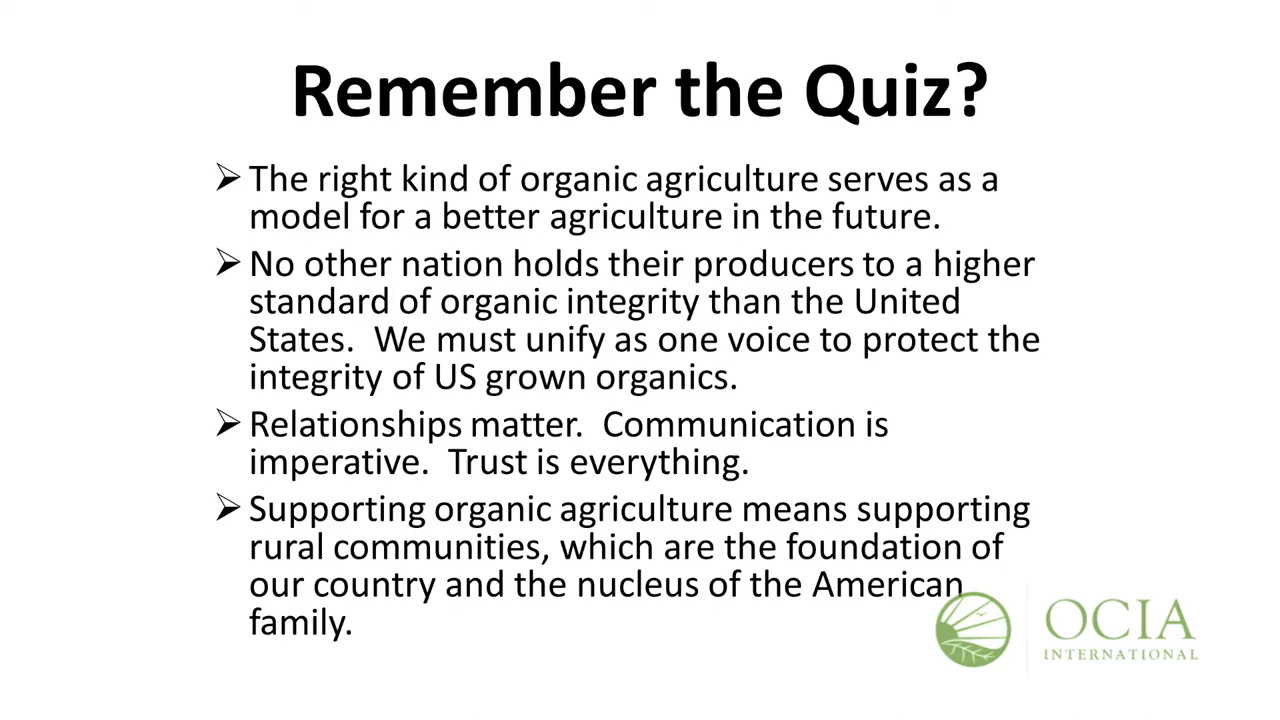 Remember the Quiz?
➢ The right kind of organic agriculture serves as a
model for a better agriculture in the future.
➢ No other nation holds their producers to a higher
standard of organic integrity than the United
States.  We must unify as one voice to protect the
integrity of US grown organics.
➢ Relationships matter.  Communication is
imperative.  Trust is everything.
➢ Supporting organic agriculture means supporting
rural communities, which are the foundation of
our country and the nucleus of the American
family.
OCIA
INTERNATIONAL